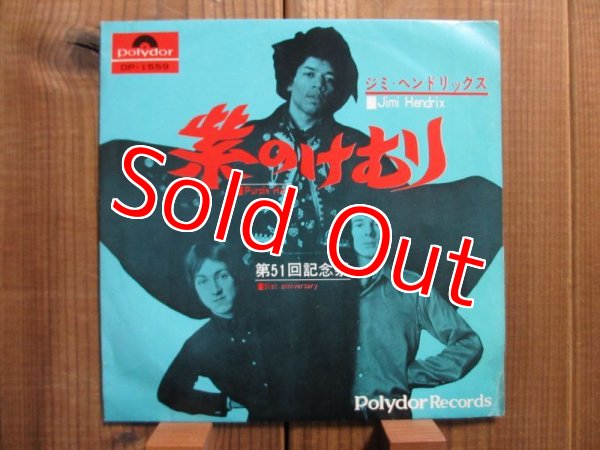 polydor
DP-1559
ジミ・ヘンドリックス
Jimi Hendrix
紫のけむり
Purple
Sold Out
第51回記念
51st anniversary
Polydor Records